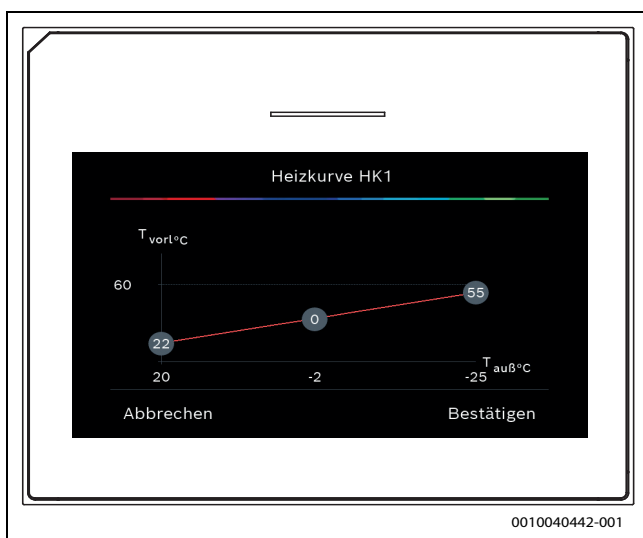 Heizkurve HK1
T vorl°C
60
55
0
22
T auß°C
20 -2 -25
Abbrechen Bestätigen
0010040442-001